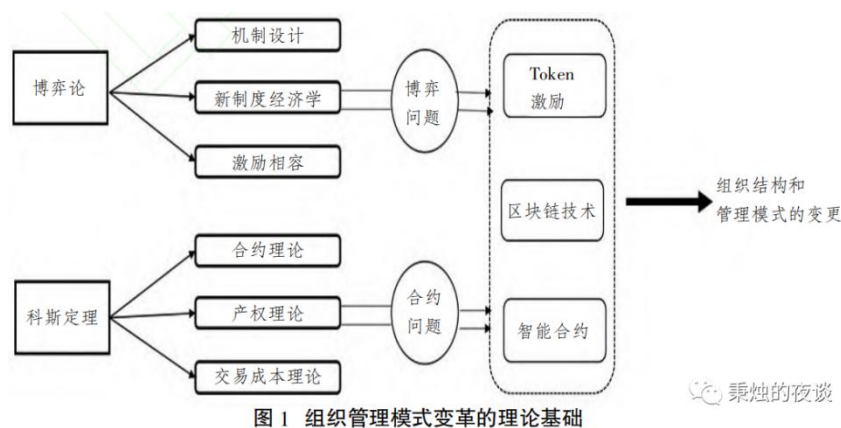 博弈论
机制设计
新制度经济学
激励相容
博弈
问题
Token
激励
区块链技术
组织结构和
管理模式的变更
科斯定理
合约理论
产权理论
交易成本理论
合约
问题
智能合约
秉烛的夜谈
图 1 组织管理模式变革的理论基础